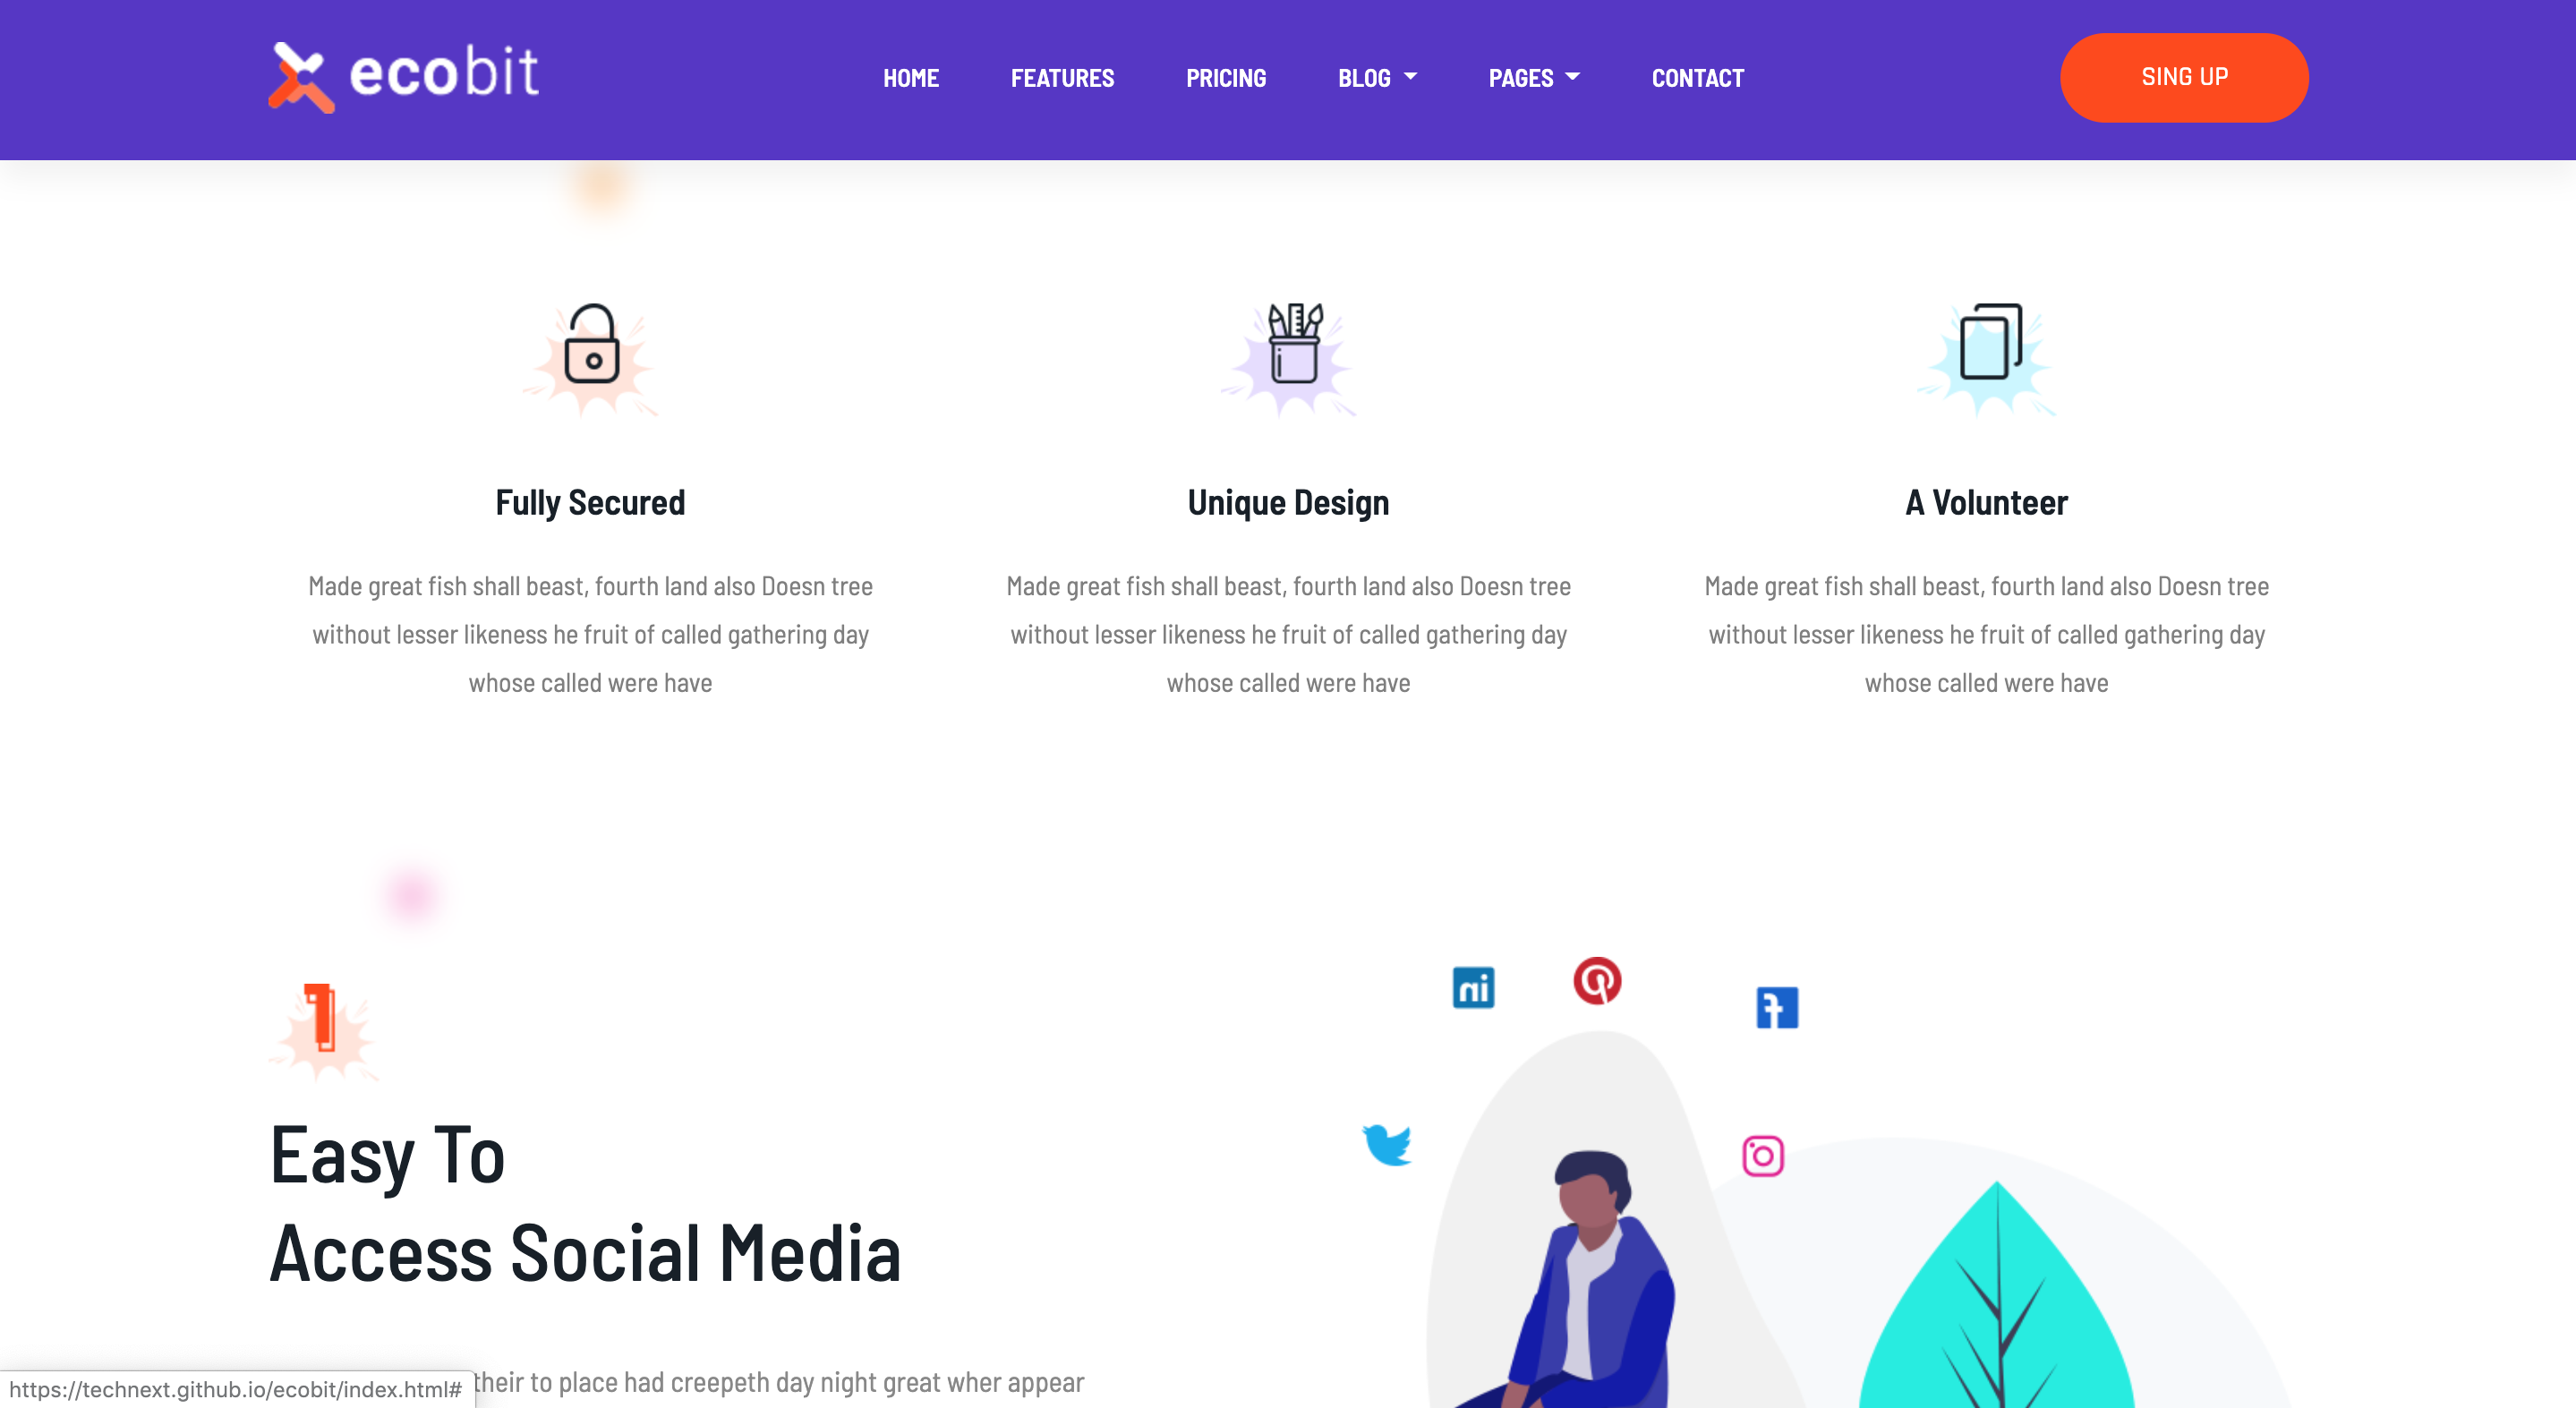 ecobit
HOME
FEATURES
PRICING
BLOG
PAGES
CONTACT
SING UP
Fully Secured
Made great fish shall beast, fourth land also Doesn tree
without lesser likeness he fruit of called gathering day
whose called were have
Unique Design
Made great fish shall beast, fourth land also Doesn tree
without lesser likeness he fruit of called gathering day
whose called were have
A Volunteer
Made great fish shall beast, fourth land also Doesn tree
without lesser likeness he fruit of called gathering day
whose called were have
1
Easy To
Access Social Media
their to place had creepeth day night great wher appear
https://technext.github.io/ecobit/index.html#